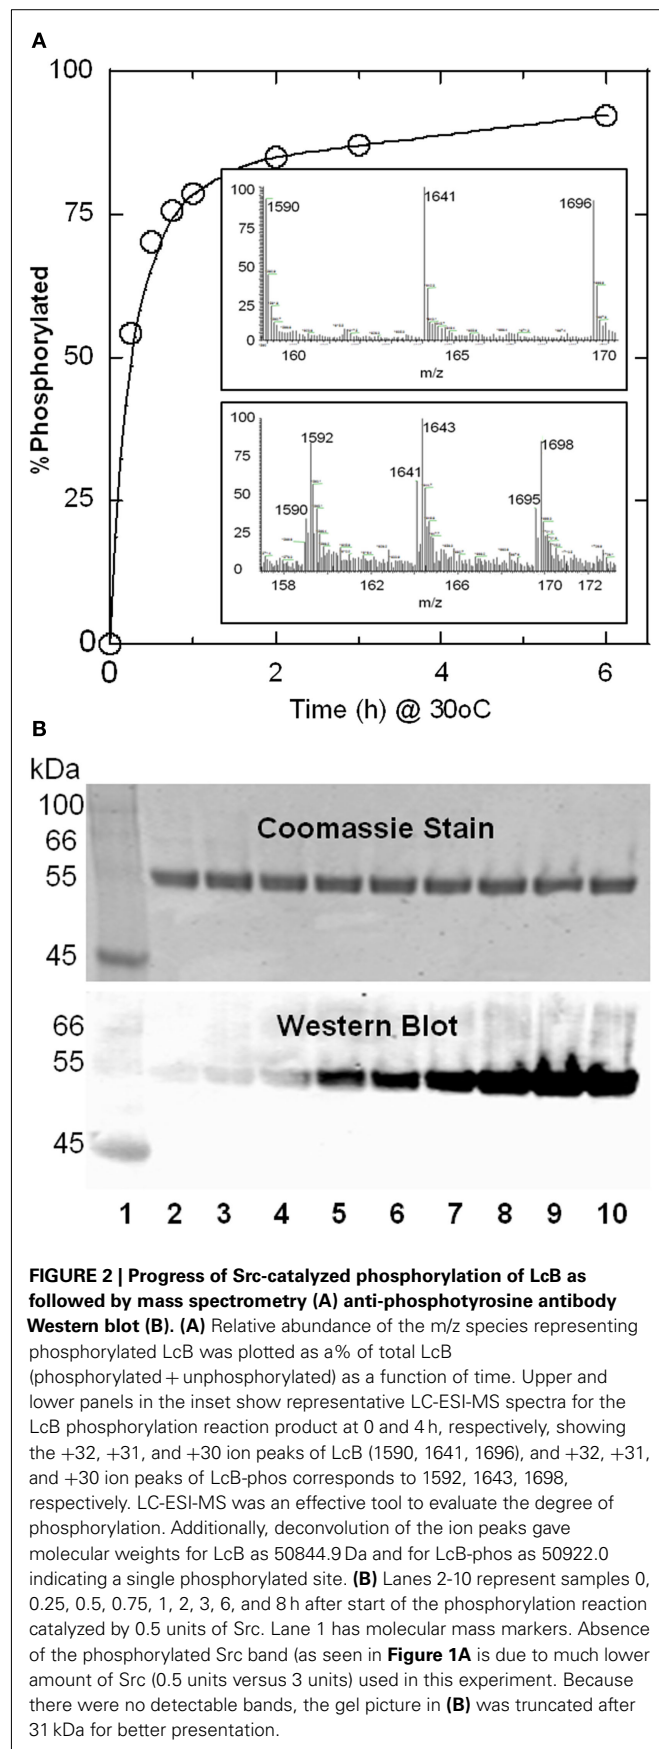 A
100
75
50
25
0
% Phosphorylated
0 2 4 6
Time (h) @ 30oC
100
75
50
25
0
1590
1641
1696
160 165 170
m/z
100
75
50
25
0
1590
1592
1641
1643
1695
1698
158 162 166 170 172
m/z
B
kDa
100
66
55
45
Coomassie Stain
66
55
45
Western Blot
1 2 3 4 5 6 7 8 9 10
FIGURE 2 | Progress of Src-catalyzed phosphorylation of LcB as
followed by mass spectrometry (A) anti-phosphotyrosine antibody
Western blot (B). (A) Relative abundance of the m/z species representing
phosphorylated LcB was plotted as a% of total LcB
(phosphorylated + unphosphorylated) as a function of time. Upper and
lower panels in the inset show representative LC-ESI-MS spectra for the
LcB phosphorylation reaction product at 0 and 4 h, respectively, showing
the +32, +31, and +30 ion peaks of LcB (1590, 1641, 1696), and +32, +31,
and +30 ion peaks of LcB-phos corresponds to 1592, 1643, 1698,
respectively. LC-ESI-MS was an effective tool to evaluate the degree of
phosphorylation. Additionally, deconvolution of the ion peaks gave
molecular weights for LcB as 50844.9 Da and for LcB-phos as 50922.0
indicating a single phosphorylated site. (B) Lanes 2-10 represent samples 0,
0.25, 0.5, 0.75, 1, 2, 3, 6, and 8 h after start of the phosphorylation reaction
catalyzed by 0.5 units of Src. Lane 1 has molecular mass markers. Absence
of the phosphorylated Src band (as seen in Figure 1A is due to much lower
amount of Src (0.5 units versus 3 units) used in this experiment. Because
there were no detectable bands, the gel picture in (B) was truncated after
31 kDa for better presentation.